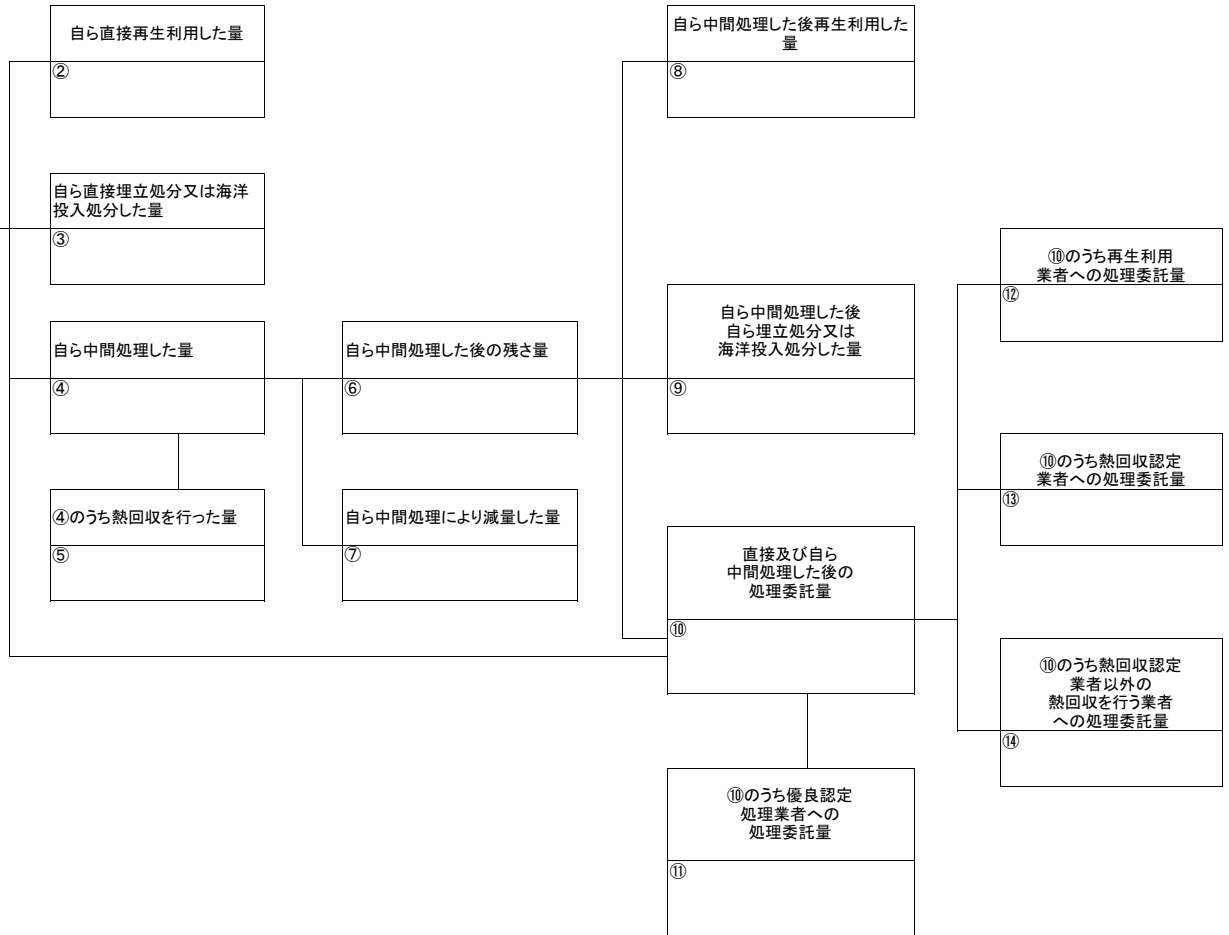 自ら直接再生利用した量
②
自ら直接埋立処分又は海洋
投入処分した量
③
自ら中間処理した量
④
④のうち熱回収を行った量
⑤
自ら中間処理した後の残さ量
⑥
自ら中間処理により減量した量
⑦
自ら中間処理した後再生利用した
量
⑧
自ら中間処理した後
自ら埋立処分又は
海洋投入処分した量
⑨
直接及び自ら
中間処理した後の
処理委託量
⑩
⑩のうち優良認定
処理業者への
処理委託量
⑪
⑩のうち再生利用
業者への処理委託量
⑫
⑩のうち熱回収認定
業者への処理委託量
⑬
⑩のうち熱回収認定
業者以外の
熱回収を行う業者
への処理委託量
⑭